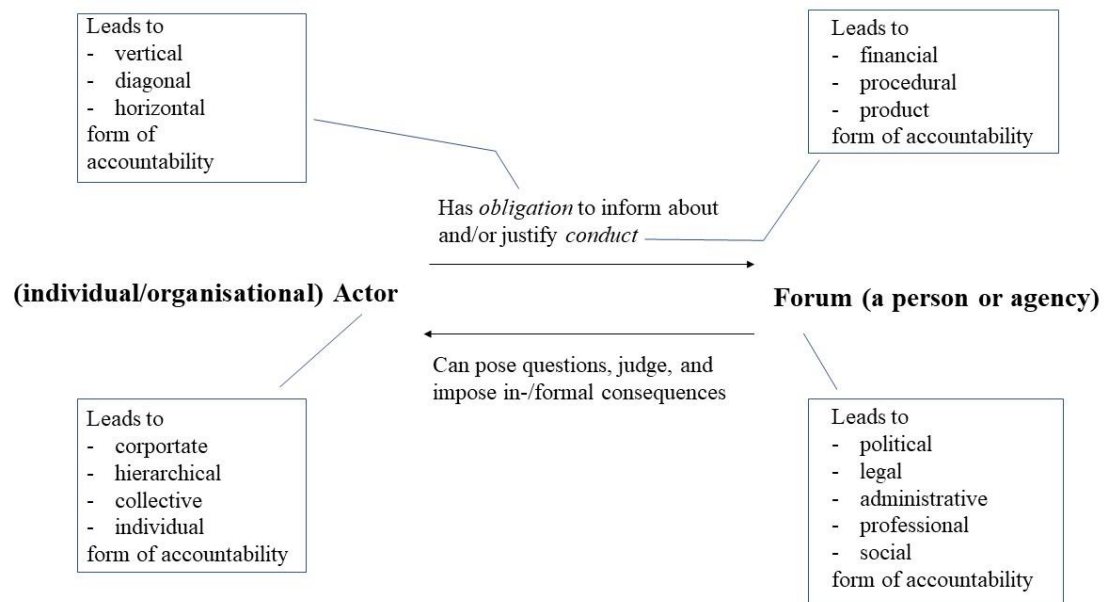 Leads to
- vertical
- diagonal
- horizontal
form of
accountability
Leads to
- financial
- procedural
- product
form of accountability
Has obligation to inform about
and/or justify conduct
(individual/organisational) Actor
Forum (a person or agency)
Can pose questions, judge, and
impose in-/formal consequences
Leads to
- corportate
- hierarchical
- collective
- individual
form of accountability
Leads to
- political
- legal
- administrative
- professional
- social
form of accountability